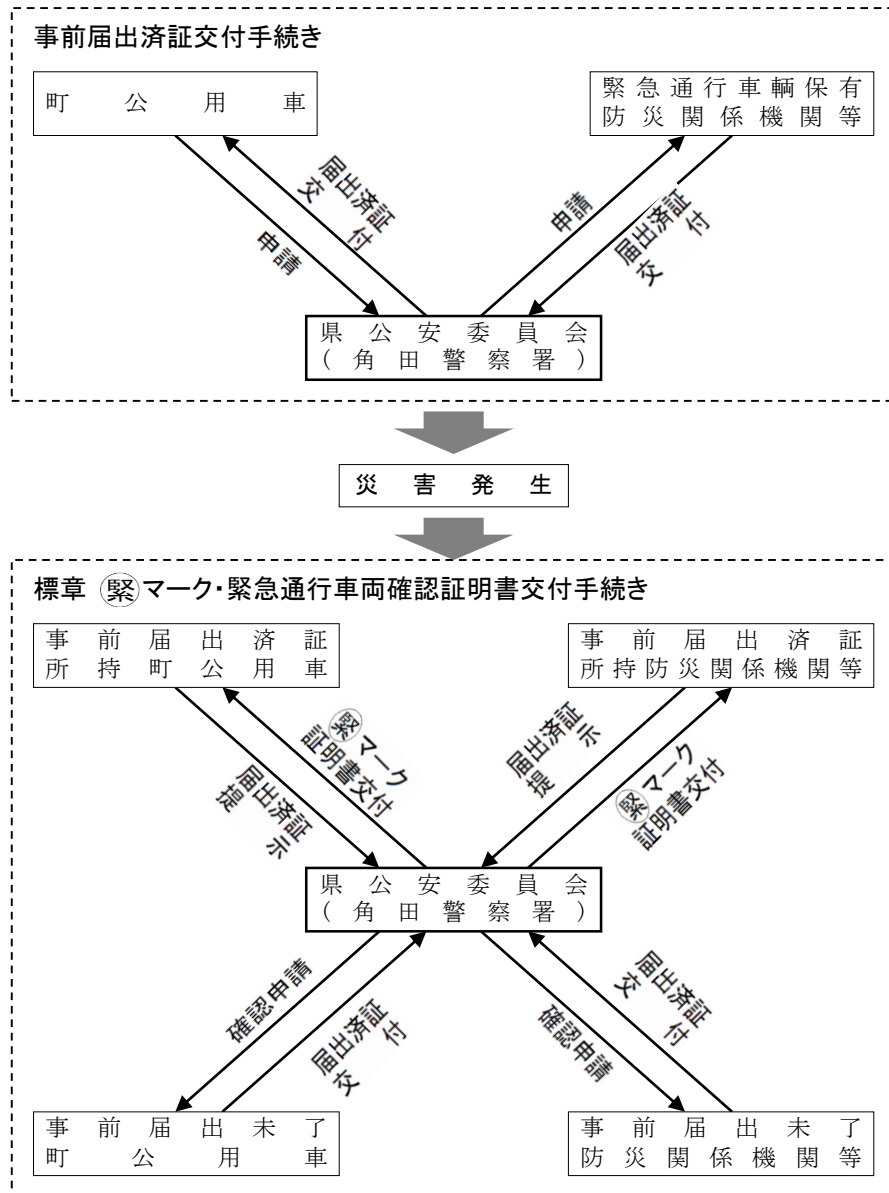 事前届出済証交付手続き
町公用車
緊急通行車輌保有
防災関係機関等
届出済証
交付
申請
申請
届出済証
交付
県公安委員会
(角田警察署)
災害発生
標章 ㊬マーク・緊急通行車両確認証明書交付手続き
事前届出済証
所持町公用車
事前届出済証
所持防災関係機関等
緊マーク
証明書交付
届出済証
提示
届出済証
提示
緊マーク
証明書交付
県公安委員会
(角田警察署)
確認申請
届出済証
交付
確認申請
届出済証
交付
事前届出未了
町公用車
事前届出未了
防災関係機関等